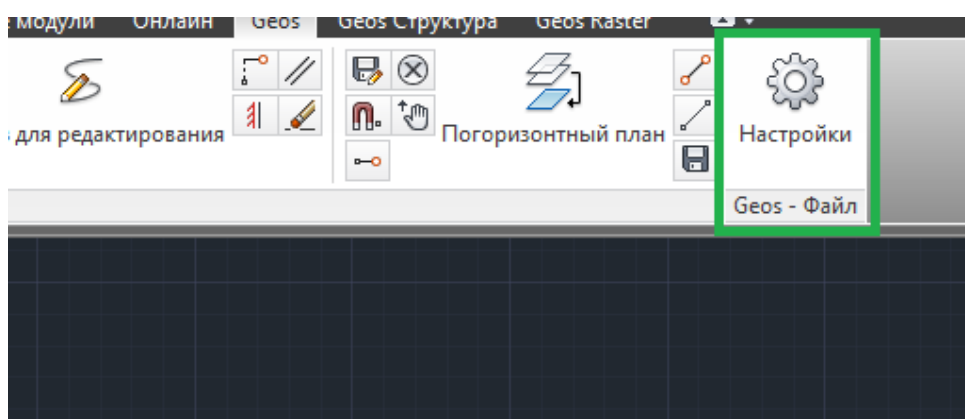 модули Онлайн Geos Geos Структура Geos Raster
для редактирования Погоризонтный план Настройки
Geos - Файл